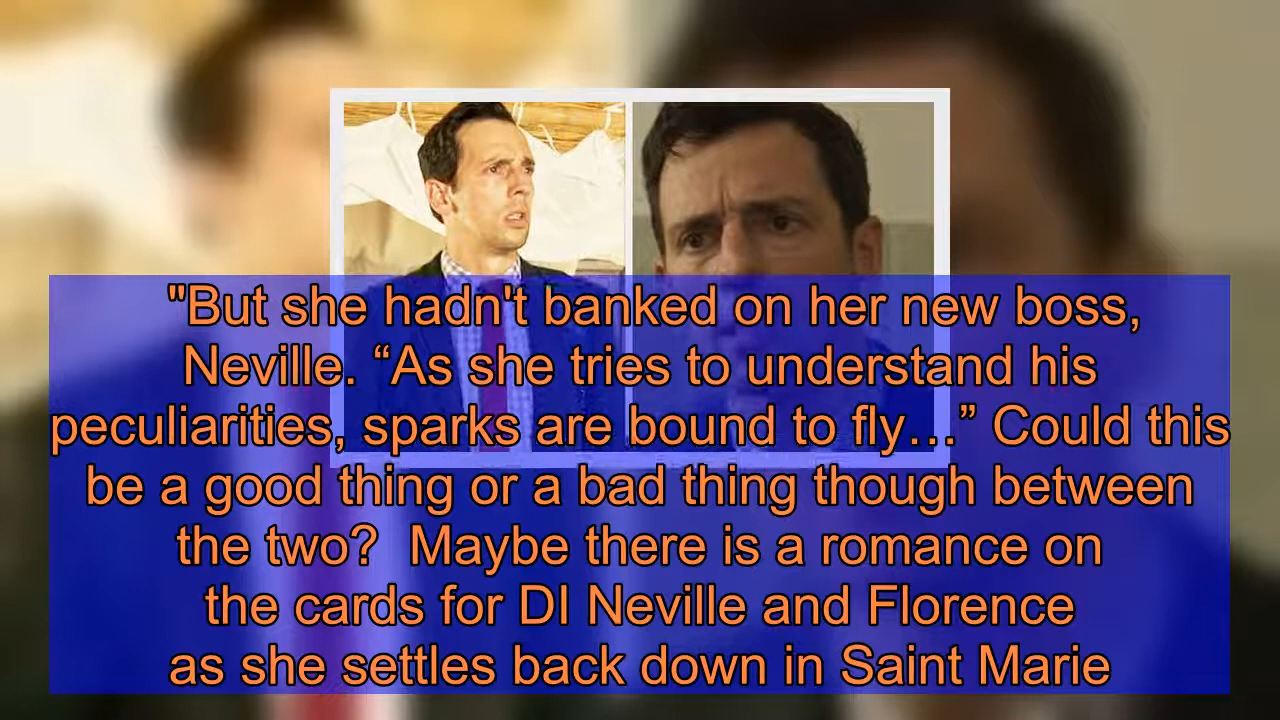 "But she hadn't banked on her new boss,
Neville. “As she tries to understand his
peculiarities, sparks are bound to fly…” Could this
be a good thing or a bad thing though between
the two?  Maybe there is a romance on
the cards for DI Neville and Florence
as she settles back down in Saint Marie